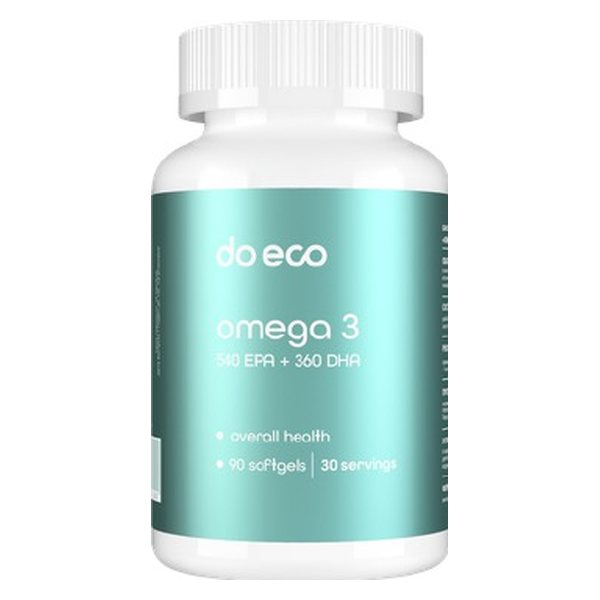 do eco
omega 3
540 EPA + 360 DHA
• overall health
• 90 softgels | 30 servings